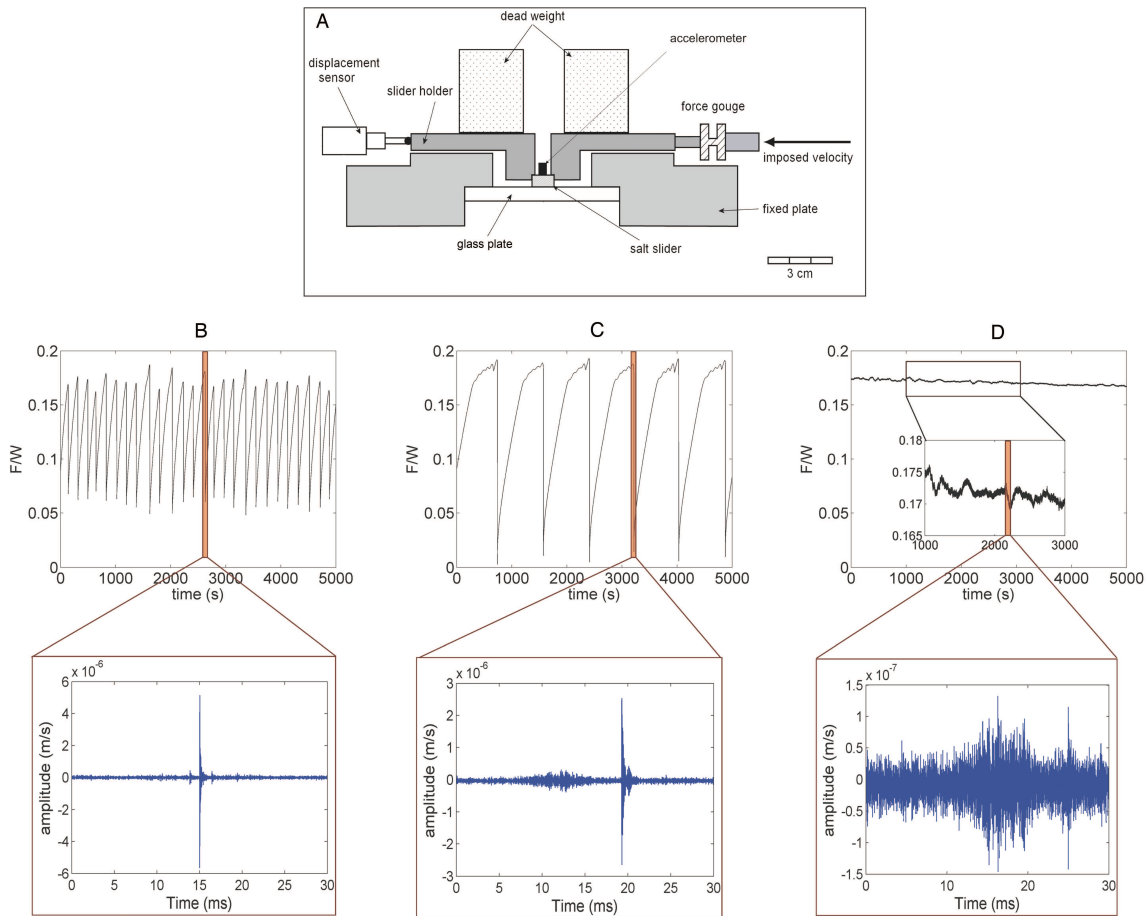 A
dead weight
accelerometer
displacement
sensor
slider holder
force gouge
imposed velocity
glass plate
salt slider
fixed plate
3 cm
B
0.2
0.15
0.1
0.05
0
F/W
0 1000 2000 3000 4000 5000
time (s)
C
0.2
0.15
0.1
0.05
0
F/W
0 1000 2000 3000 4000 5000
time (s)
D
0.2
0.15
0.1
0.05
0
F/W
0.18
0.175
0.17
0.165
1000 2000 3000
0 1000 2000 3000 4000 5000
time (s)
x 10-6
6
4
2
0
-2
-4
-6
amplitude (m/s)
0 5 10 15 20 25 30
Time (ms)
x 10-6
3
2
1
0
-1
-2
-3
amplitude (m/s)
0 5 10 15 20 25 30
Time (ms)
x 10-7
1.5
1
0.5
0
-0.5
-1
-1.5
amplitude (m/s)
0 10 20 30
Time (ms)